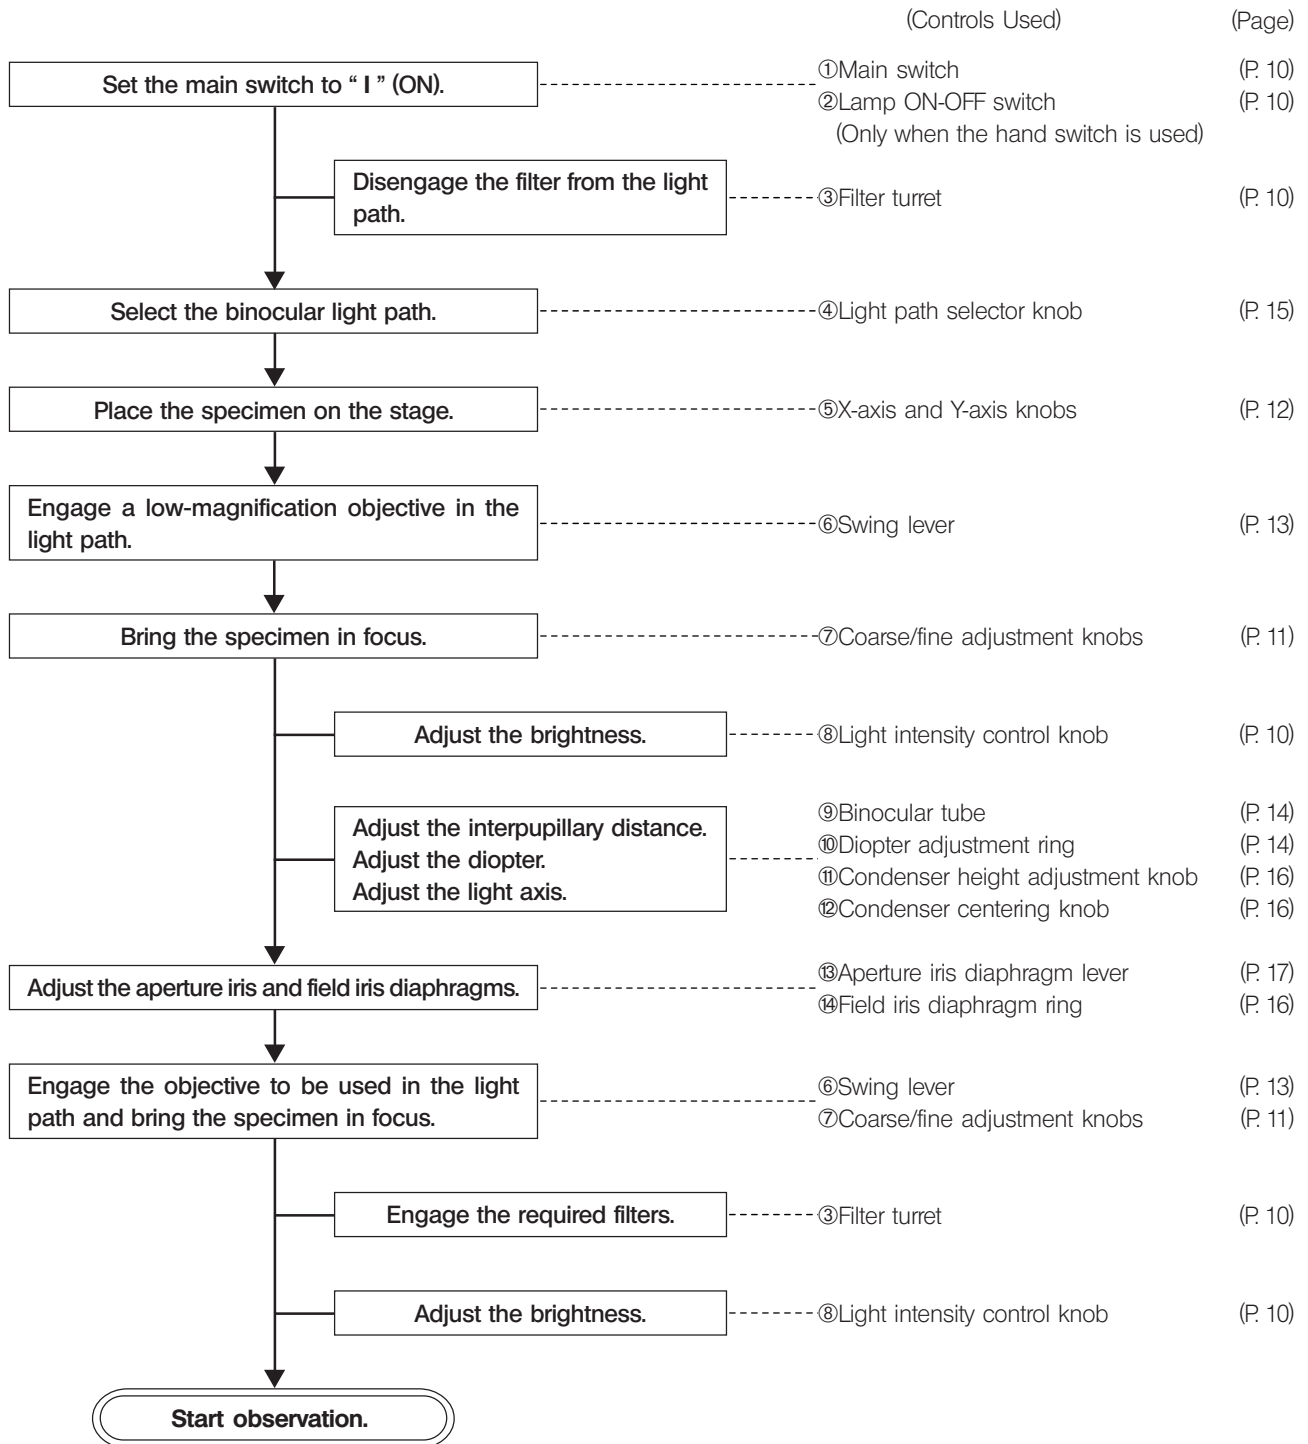 (Controls Used) (Page)
Set the main switch to “ I ” (ON).
①Main switch (P. 10)
②Lamp ON-OFF switch (P. 10)
(Only when the hand switch is used)
Disengage the filter from the light
path.
③Filter turret (P. 10)
Select the binocular light path.
④Light path selector knob (P. 15)
Place the specimen on the stage.
⑤X-axis and Y-axis knobs (P. 12)
Engage a low-magnification objective in the
light path.
⑥Swing lever (P. 13)
Bring the specimen in focus.
⑦Coarse/fine adjustment knobs (P. 11)
Adjust the brightness.
⑧Light intensity control knob (P. 10)
Adjust the interpupillary distance.
Adjust the diopter.
Adjust the light axis.
⑨Binocular tube (P. 14)
⑩Diopter adjustment ring (P. 14)
⑪Condenser height adjustment knob (P. 16)
⑫Condenser centering knob (P. 16)
Adjust the aperture iris and field iris diaphragms.
⑬Aperture iris diaphragm lever (P. 17)
⑭Field iris diaphragm ring (P. 16)
Engage the objective to be used in the light
path and bring the specimen in focus.
⑥Swing lever (P. 13)
⑦Coarse/fine adjustment knobs (P. 11)
Engage the required filters.
③Filter turret (P. 10)
Adjust the brightness.
⑧Light intensity control knob (P. 10)
Start observation.